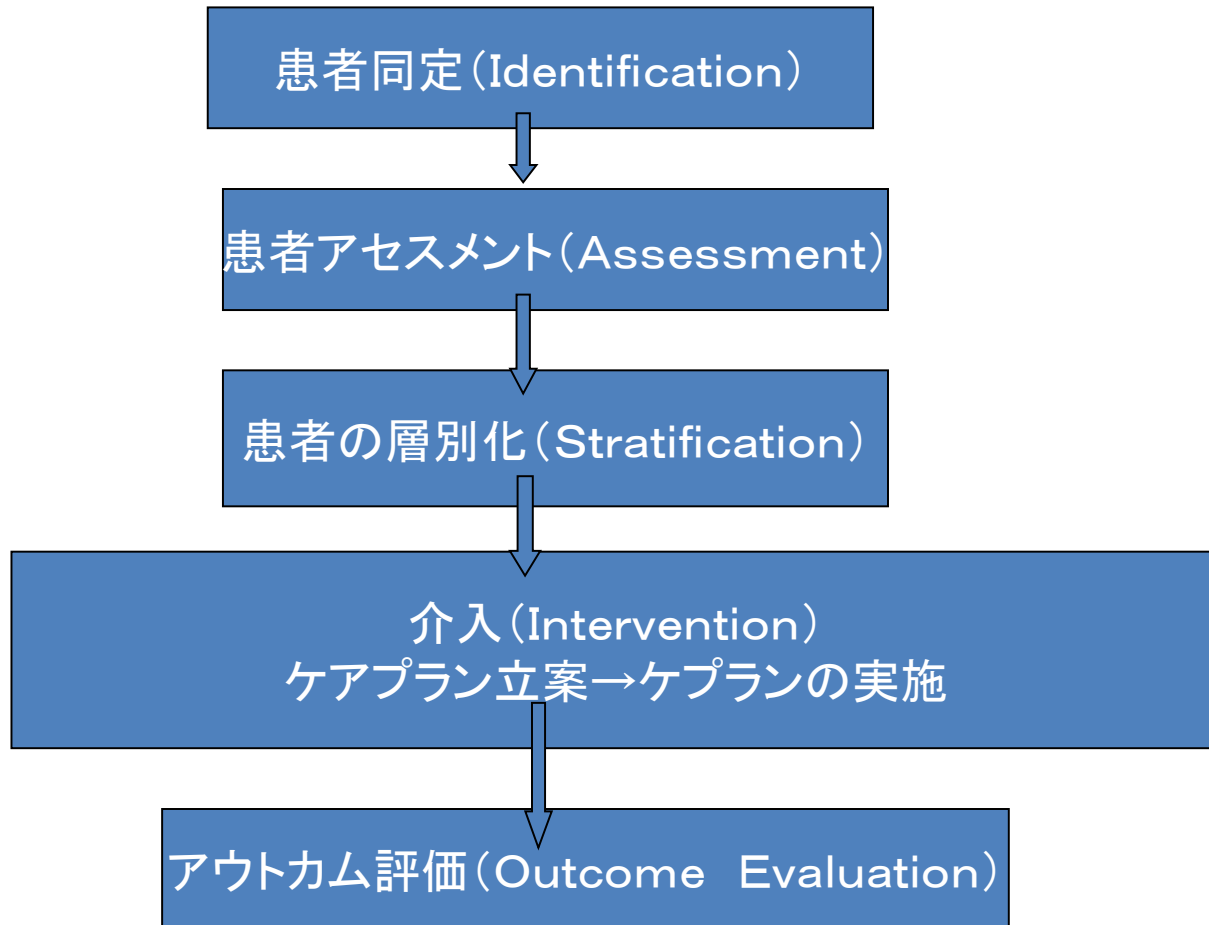 患者同定（Identification）
患者アセスメント（Assessment）
患者の層別化（Stratification）
介入（Intervention）
ケアプラン立案→ケプランの実施
アウトカム評価（Outcome　Evaluation）